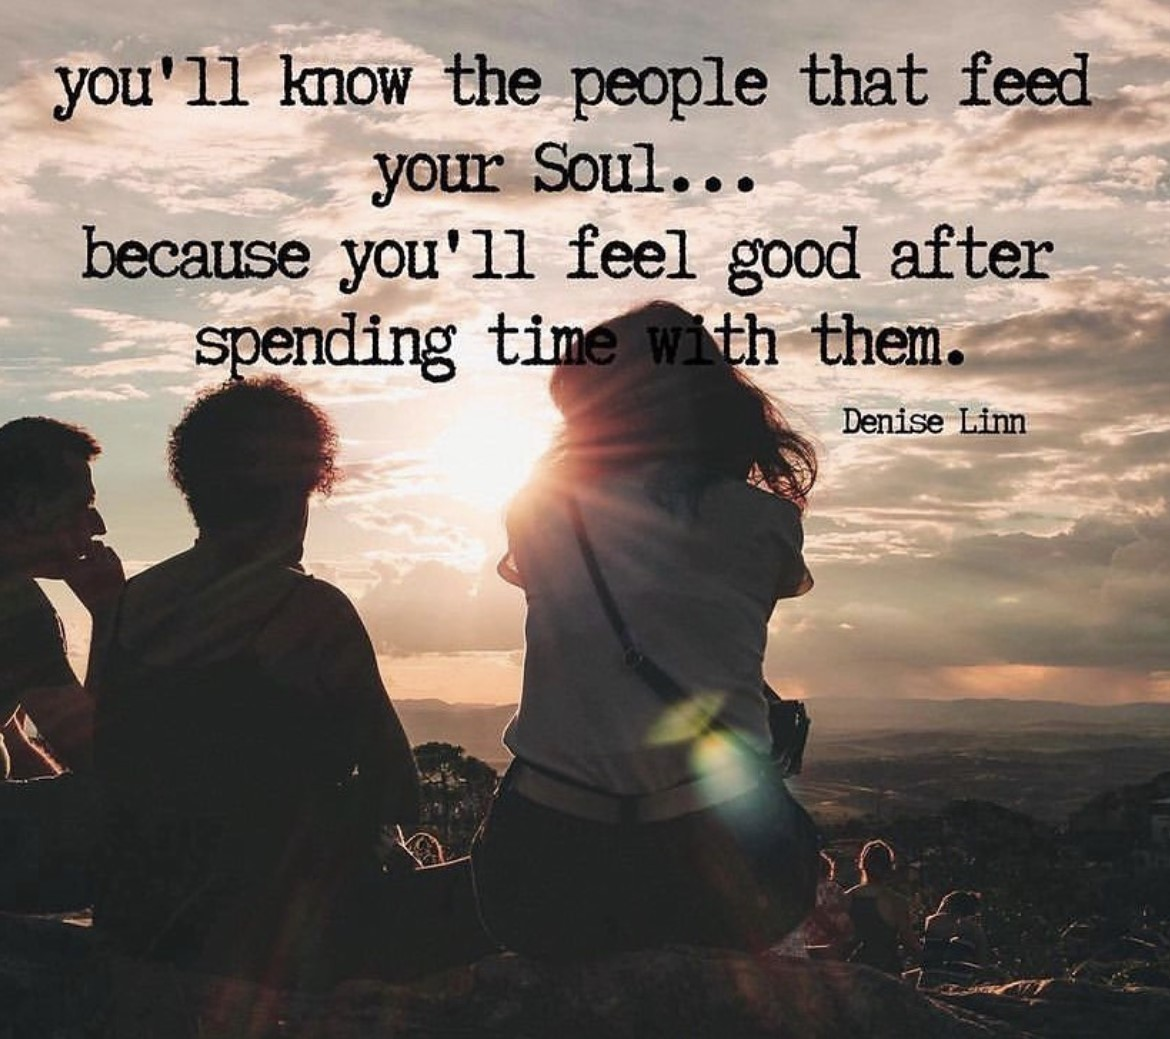 you'll know the people that feed
your Soul...
because you'll feel good after
spending time with them.
Denise Linn